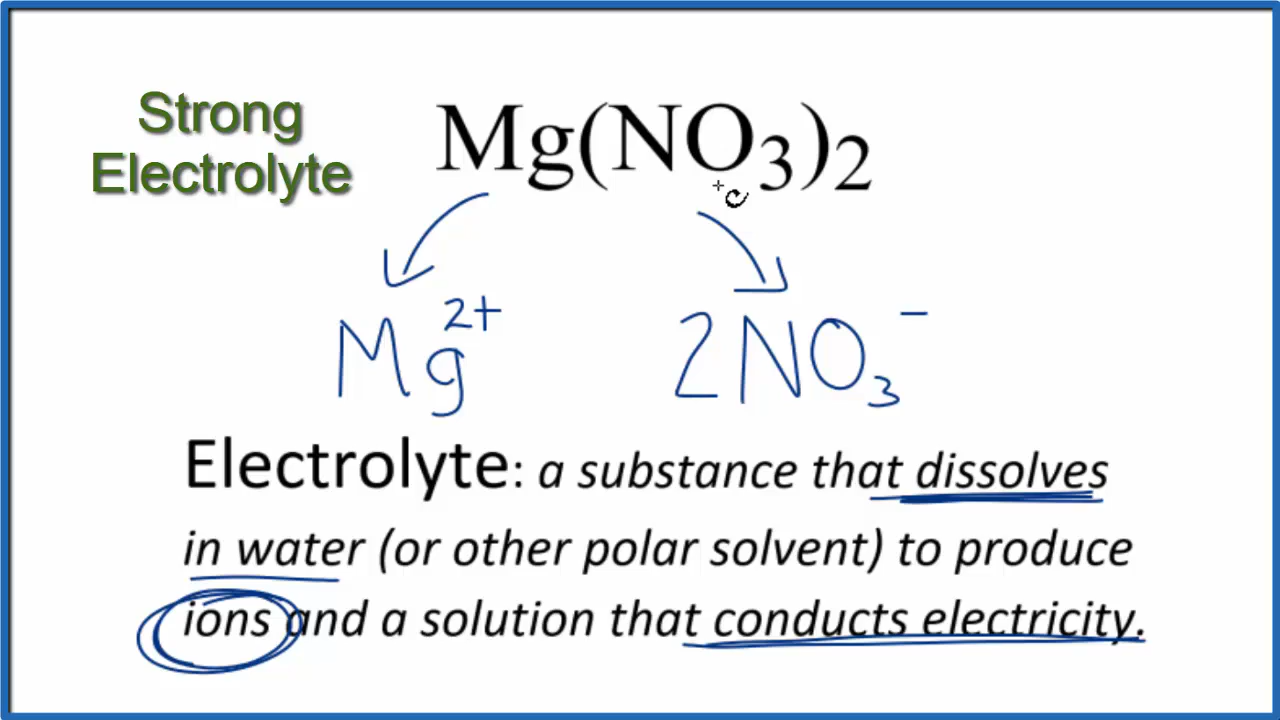 Strong
Electrolyte
Mg(NO₃)₂
Mg²⁺ 2NO₃⁻
Electrolyte: a substance that dissolves
in water (or other polar solvent) to produce
ions and a solution that conducts electricity.